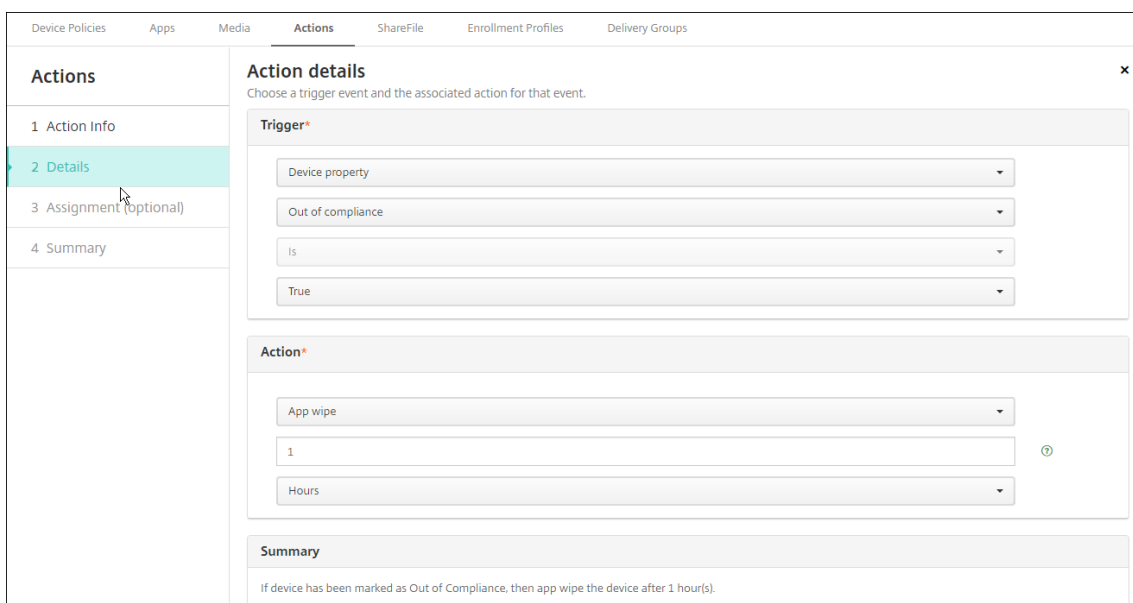 Device Policies Apps Media Actions ShareFile Enrollment Profiles Delivery Groups
Actions
1 Action Info
2 Details
3 Assignment (optional)
4 Summary
Action details
Choose a trigger event and the associated action for that event.
Trigger*
Device property
Out of compliance
Is
True
Action*
App wipe
1
Hours
Summary
If device has been marked as Out of Compliance, then app wipe the device after 1 hour(s).